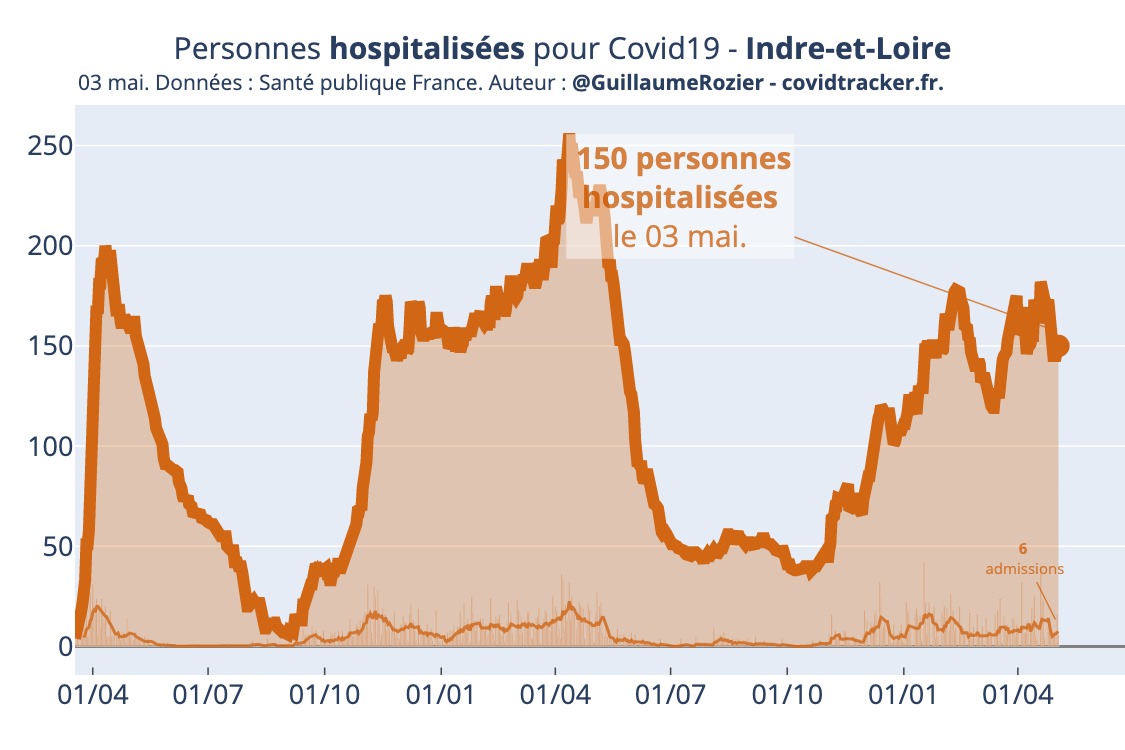 Personnes hospitalisées pour Covid19 - Indre-et-Loire
03 mai. Données : Santé publique France. Auteur : @GuillaumeRozier - covidtracker.fr.
250
150 personnes
hospitalisées
le 03 mai.
200
150
100
50
6
admissions
0
01/04 01/07 01/10 01/01 01/04 01/07 01/10 01/01 01/04